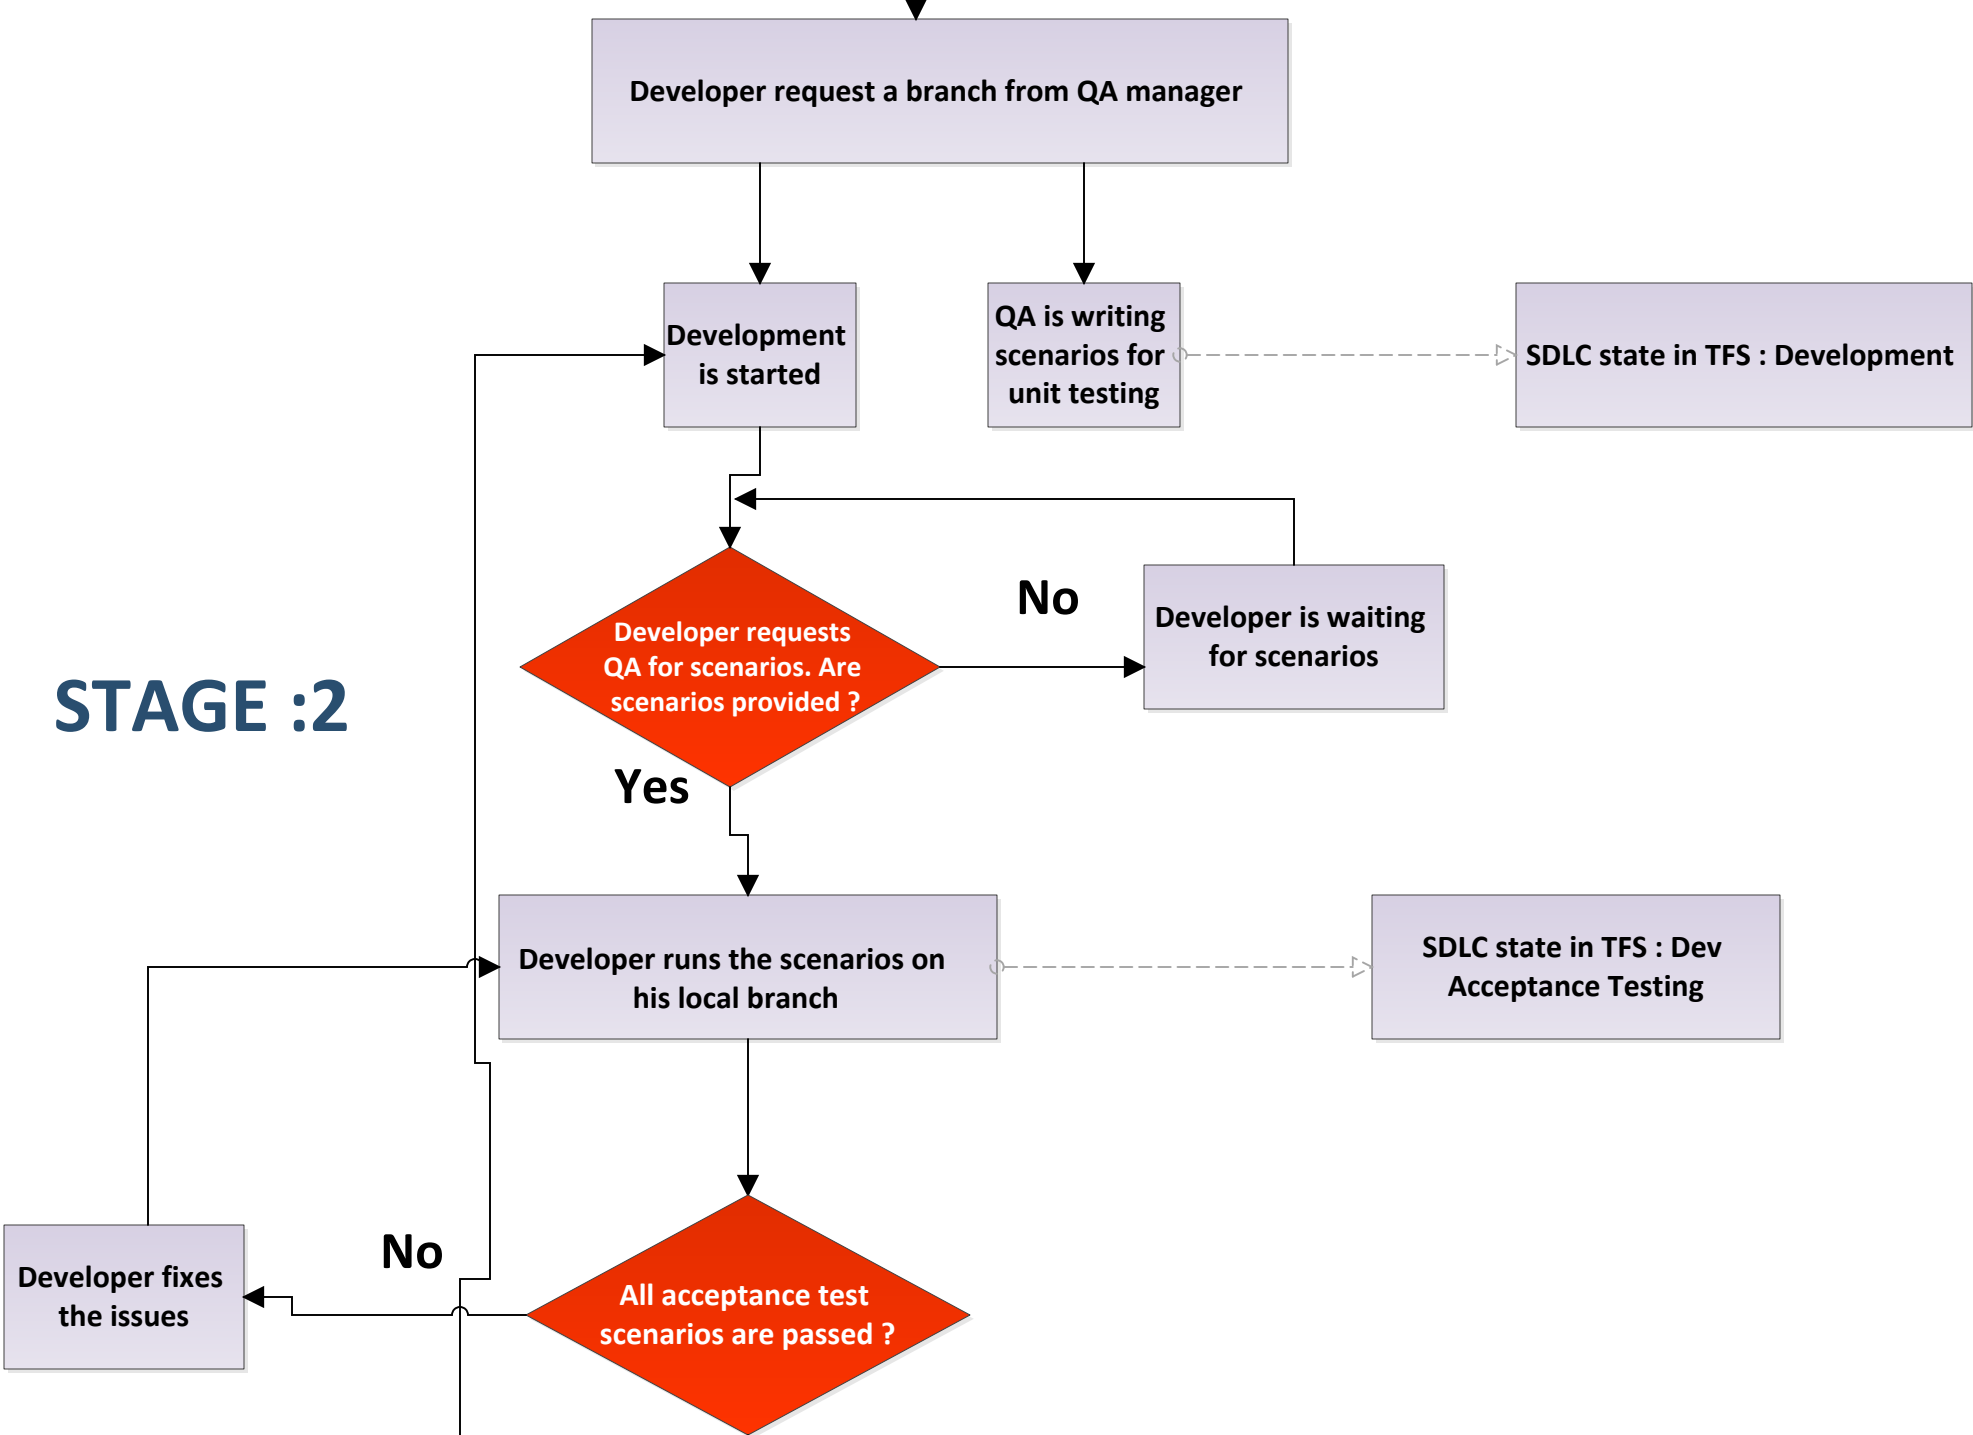 Developer request a branch from QA manager
Development
is started
QA is writing
scenarios for
unit testing
SDLC state in TFS : Development
Developer requests
QA for scenarios. Are
scenarios provided ?
No
Developer is waiting
for scenarios
STAGE :2
Yes
Developer runs the scenarios on
his local branch
SDLC state in TFS : Dev
Acceptance Testing
Developer fixes
the issues
No
All acceptance test
scenarios are passed ?